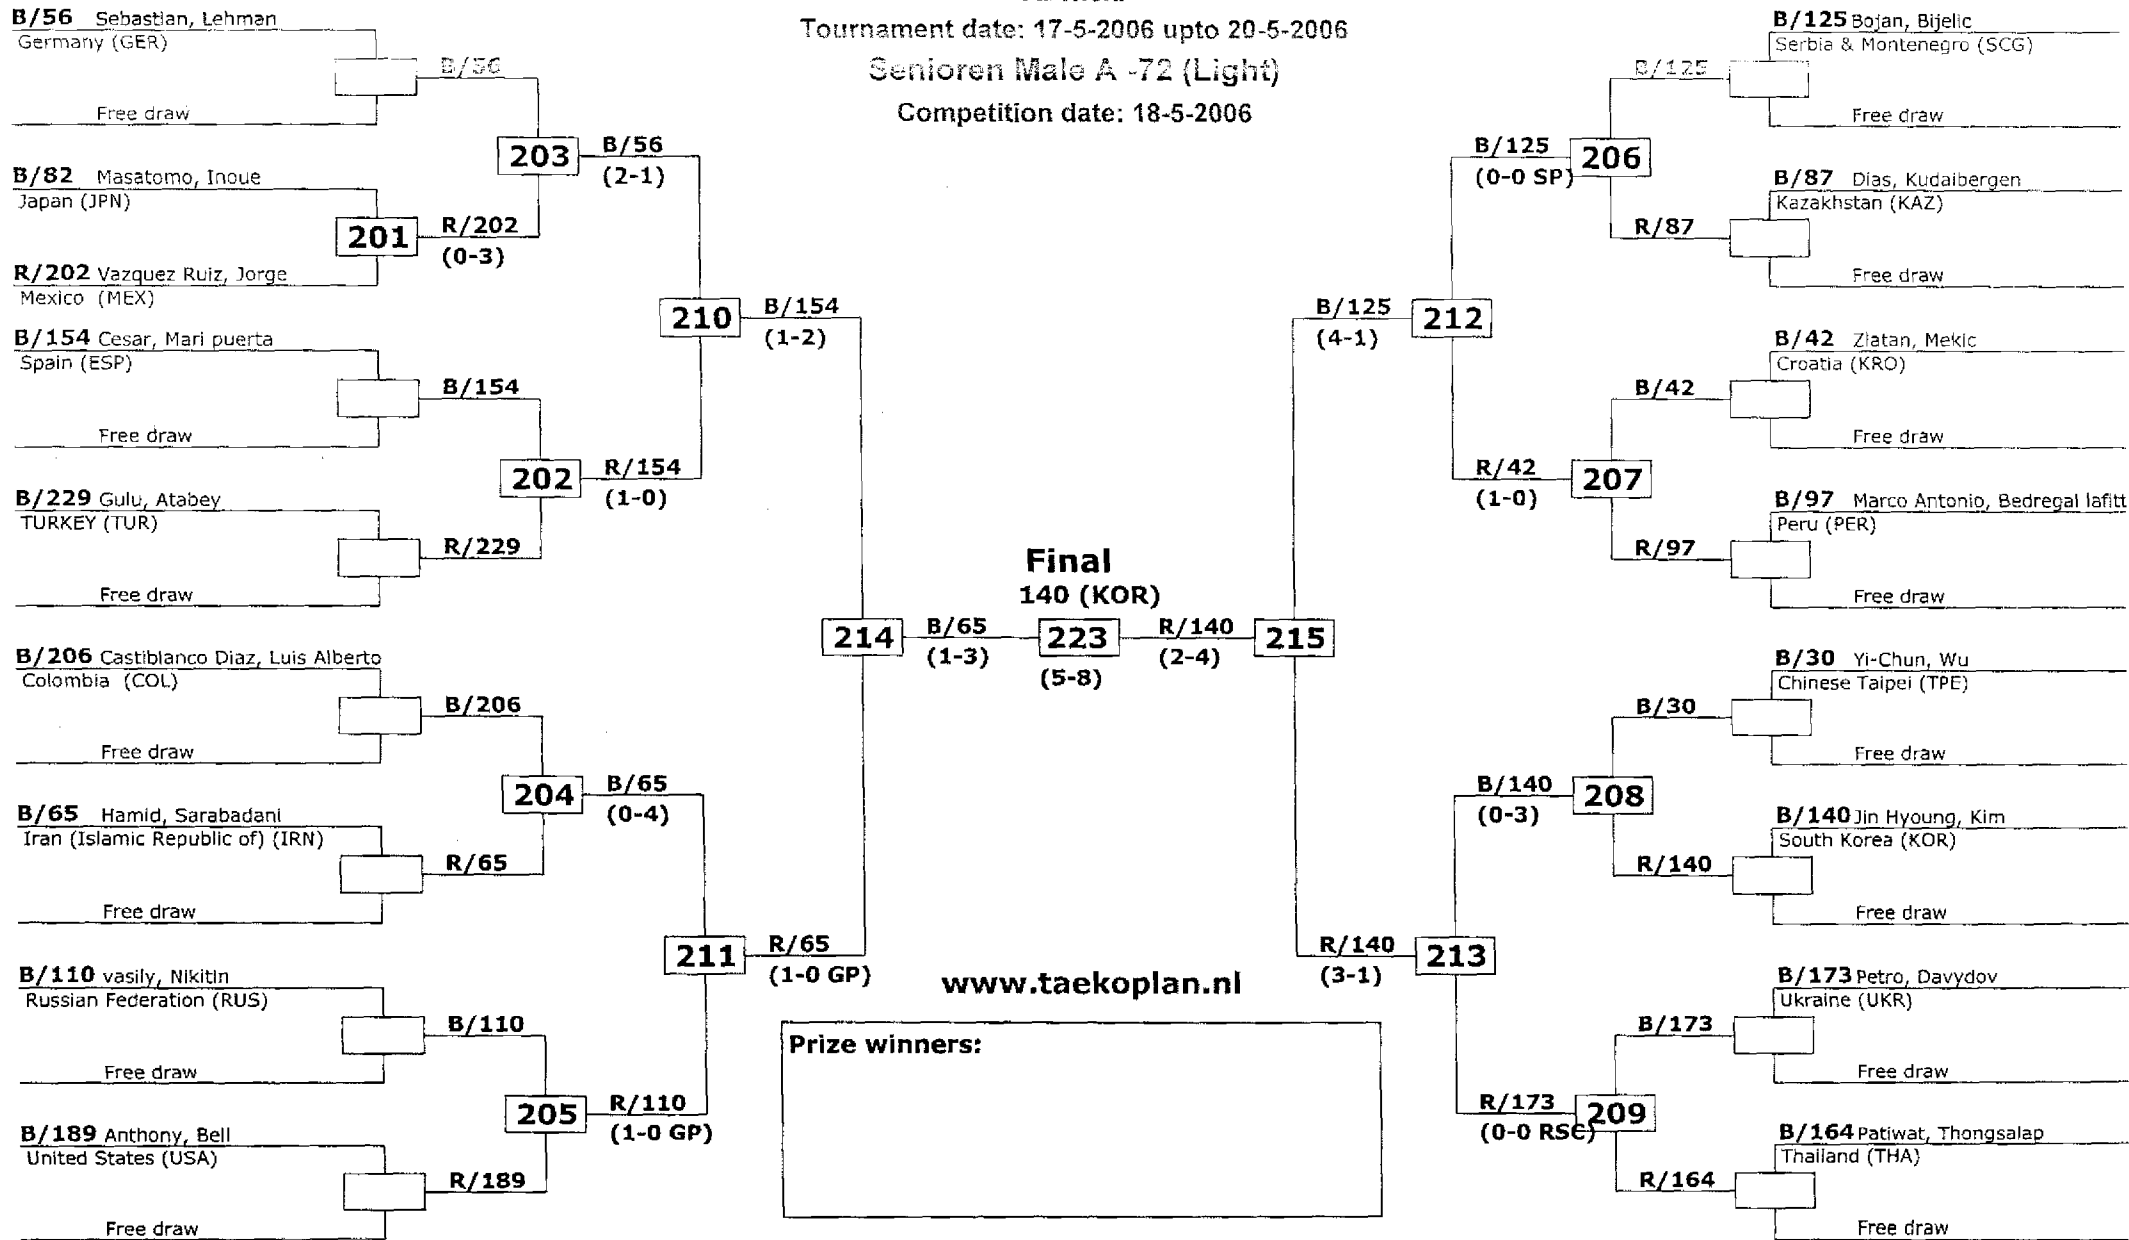 Tournament date: 17-5-2006 upto 20-5-2006
Senioren Male A -72 (Light)
Competition date: 18-5-2006
B/56 Sebastian, Lehman
Germany (GER)
Free draw
B/56
203
B/56
(2-1)
B/82 Masatomo, Inoue
Japan (JPN)
201
R/202
(0-3)
R/202 Vazquez Ruiz, Jorge
Mexico (MEX)
210
B/154
(1-2)
B/154 Cesar, Mari puerta
Spain (ESP)
B/154
Free draw
202
R/154
(1-0)
B/229 Gulu, Atabey
TURKEY (TUR)
R/229
Free draw
214
B/65
(1-3)
B/206 Castiblanco Diaz, Luis Alberto
Colombia (COL)
B/206
Free draw
204
B/65
(0-4)
B/65 Hamid, Sarabadani
Iran (Islamic Republic of) (IRN)
R/65
Free draw
211
R/65
(1-0 GP)
B/110 vasily, Nikitin
Russian Federation (RUS)
B/110
Free draw
205
R/110
(1-0 GP)
B/189 Anthony, Bell
United States (USA)
R/189
Free draw
Final
140 (KOR)
223
(5-8)
www.taekoplan.nl
Prize winners:
B/125 Bojan, Bijelic
Serbia & Montenegro (SCG)
B/125
Free draw
B/125
(0-0 SP)
206
B/87 Dias, Kudaibergen
Kazakhstan (KAZ)
R/87
Free draw
B/125
(4-1)
212
B/42 Zlatan, Mekic
Croatia (KRO)
B/42
Free draw
R/42
(1-0)
207
B/97 Marco Antonio, Bedregal lafitt
Peru (PER)
R/97
Free draw
R/140
(2-4)
215
B/30 Yi-Chun, Wu
Chinese Taipei (TPE)
B/30
Free draw
B/140
(0-3)
208
B/140 Jin Hyoung, Kim
South Korea (KOR)
R/140
Free draw
R/140
(3-1)
213
B/173 Petro, Davydov
Ukraine (UKR)
B/173
Free draw
R/173
(0-0 RSC)
209
B/164 Patiwat, Thongsalap
Thailand (THA)
R/164
Free draw